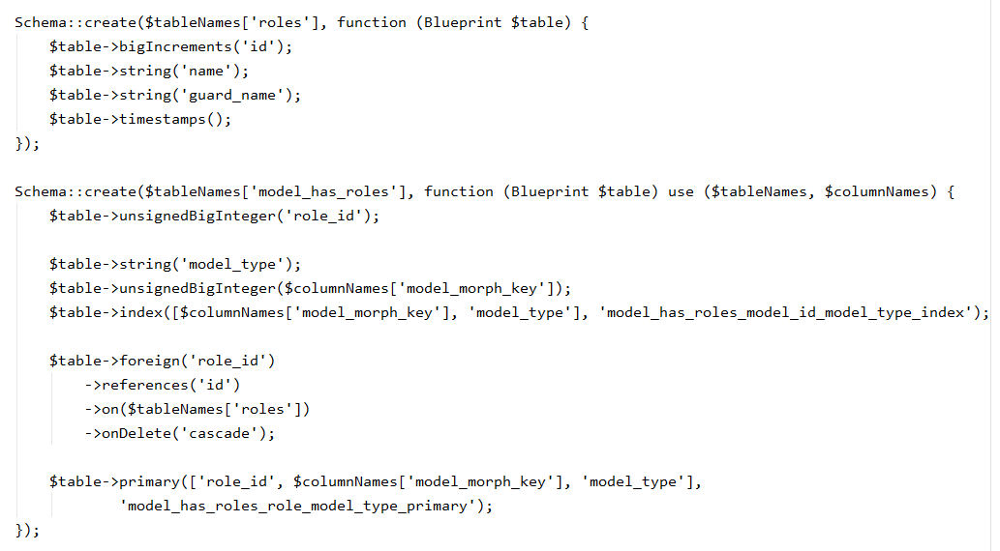 Schema::create($tableNames['roles'], function (Blueprint $table) {
    $table->bigIncrements('id');
    $table->string('name');
    $table->string('guard_name');
    $table->timestamps();
});

Schema::create($tableNames['model_has_roles'], function (Blueprint $table) use ($tableNames, $columnNames) {
    $table->unsignedBigInteger('role_id');

    $table->string('model_type');
    $table->unsignedBigInteger($columnNames['model_morph_key']);
    $table->index([$columnNames['model_morph_key'], 'model_type'], 'model_has_roles_model_id_model_type_index');

    $table->foreign('role_id')
        ->references('id')
        ->on($tableNames['roles'])
        ->onDelete('cascade');

    $table->primary(['role_id', $columnNames['model_morph_key'], 'model_type'],
            'model_has_roles_role_model_type_primary');
});